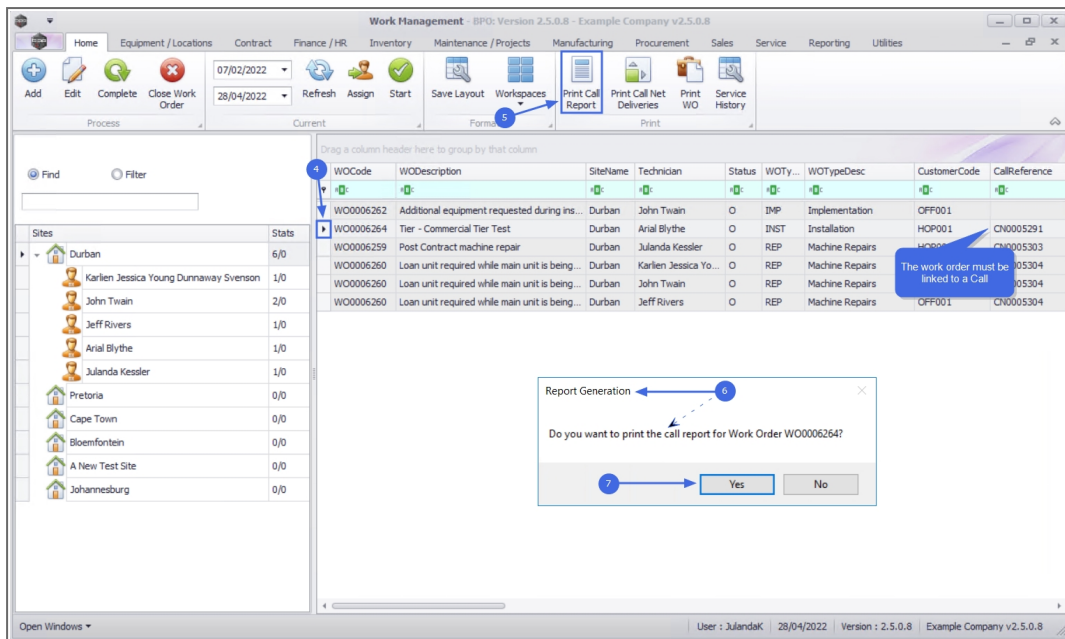 Work Management - BPO: Version 2.5.0.8 - Example Company v2.5.0.8
Home Equipment / Locations Contract Finance / HR Inventory Maintenance / Projects Manufacturing Procurement Sales Service Reporting Utilities
07/02/2022
28/04/2022
Add Edit Complete Close Work Order Refresh Assign Start Save Layout Workspaces Print Call Report Print Call Net Deliveries Print WO Service History
5
Process Current Forma Print
Drag a column header here to group by that column
4
Find Filter
WOCode WODescription SiteName Technician Status WOTy... WOTypeDesc CustomerCode CallReference
WO0006262 Additional equipment requested during ins... Durban John Twain O IMP Implementation OFF001
WO0006264 Tier - Commercial Tier Test Durban Arial Blythe O INST Installation HOP001 CN0005291
WO0006259 Post Contract machine repair Durban Julanda Kessler O REP Machine Repairs HOP001 CN0005303
WO0006260 Loan unit required while main unit is being... Durban Karlien Jessica Yo... O REP Machine Repairs 05304
WO0006260 Loan unit required while main unit is being... Durban John Twain O REP Machine Repairs 05304
WO0006260 Loan unit required while main unit is being... Durban Jeff Rivers O REP Machine Repairs OFF001 CN0005304
The work order must be
linked to a Call
Sites Stats
Durban 6/0
Karlien Jessica Young Dunnaway Svenson 1/0
John Twain 2/0
Jeff Rivers 1/0
Arial Blythe 1/0
Julanda Kessler 1/0
Pretoria 0/0
Cape Town 0/0
Bloemfontein 0/0
A New Test Site 0/0
Johannesburg 0/0
Report Generation 6
Do you want to print the call report for Work Order WO0006264?
7 Yes No
Open Windows User : JulandaK 28/04/2022 Version : 2.5.0.8 Example Company v2.5.0.8